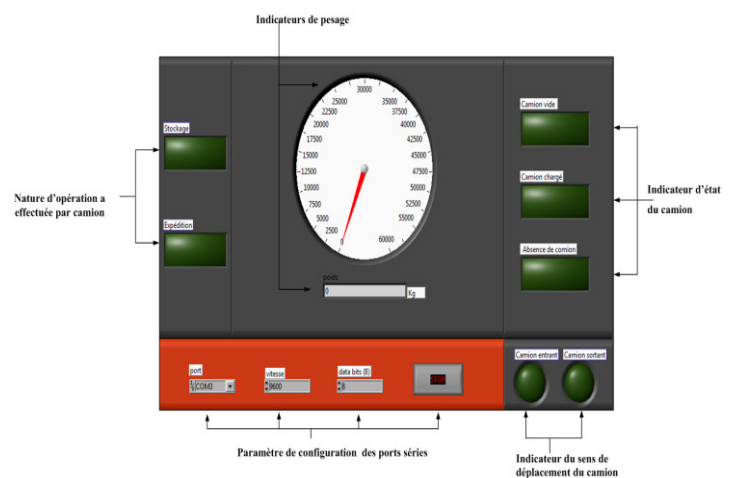 Indicateurs de pesage
Stockage
Expédition
Nature d'opération a
effectuée par camion
30000
25000
35000
22500
37500
20000
40000
17500
42500
15000
45000
12500
47500
10000
50000
7500
52500
5000
55000
2500
60000
0
poids
0
Kg
Camion vide
Camion chargé
Absence de camion
Indicateur d'état
du camion
port
COM3
vitesse
9600
data bits (8)
8
STOP
Camion entrant
Camion sortant
Paramètre de configuration des ports séries
Indicateur du sens de
déplacement du camion